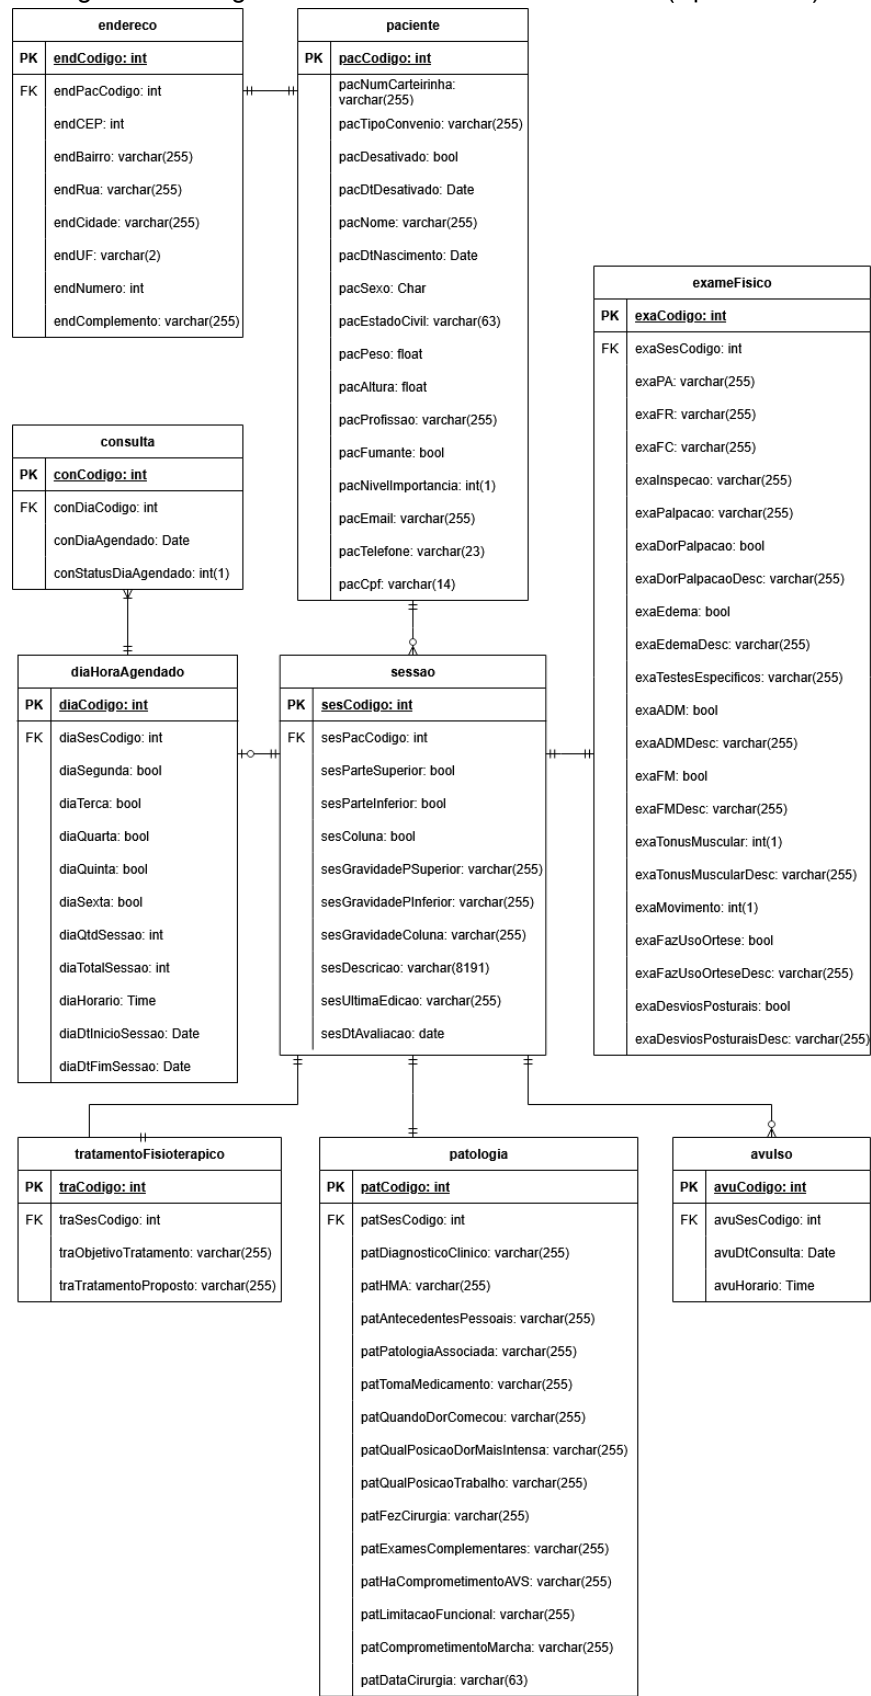 endereco
PK endCodigo: int
FK endPacCodigo: int
endCEP: int
endBairro: varchar(255)
endRua: varchar(255)
endCidade: varchar(255)
endUF: varchar(2)
endNumero: int
endComplemento: varchar(255)
paciente
PK pacCodigo: int
pacNumCarteirinha:
varchar(255)
pacTipoConvenio: varchar(255)
pacDesativado: bool
pacDtDesativado: Date
pacNome: varchar(255)
pacDtNascimento: Date
pacSexo: Char
pacEstadoCivil: varchar(63)
pacPeso: float
pacAltura: float
pacProfissao: varchar(255)
pacFumante: bool
pacNivelImportancia: int(1)
pacEmail: varchar(255)
pacTelefone: varchar(23)
pacCpf: varchar(14)
exameFisico
PK exaCodigo: int
FK exaSesCodigo: int
exaPA: varchar(255)
exaFR: varchar(255)
exaFC: varchar(255)
exaInspecao: varchar(255)
exaPalpacao: varchar(255)
exaDorPalpacao: bool
exaDorPalpacaoDesc: varchar(255)
exaEdema: bool
exaEdemaDesc: varchar(255)
exaTestesEspecificos: varchar(255)
exaADM: bool
exaADMDesc: varchar(255)
exaFM: bool
exaFMDesc: varchar(255)
exaTonusMuscular: int(1)
exaTonusMuscularDesc: varchar(255)
exaMovimento: int(1)
exaFazUsoOrtese: bool
exaFazUsoOrteseDesc: varchar(255)
exaDesviosPosturais: bool
exaDesviosPosturaisDesc: varchar(255)
consulta
PK conCodigo: int
FK conDiaCodigo: int
conDiaAgendado: Date
conStatusDiaAgendado: int(1)
diaHoraAgendado
PK diaCodigo: int
FK diaSesCodigo: int
diaSegunda: bool
diaTerca: bool
diaQuarta: bool
diaQuinta: bool
diaSexta: bool
diaQtdSessao: int
diaTotalSessao: int
diaHorario: Time
diaDtInicioSessao: Date
diaDtFimSessao: Date
sessao
PK sesCodigo: int
FK sesPacCodigo: int
sesParteSuperior: bool
sesParteInferior: bool
sesColuna: bool
sesGravidadePSuperior: varchar(255)
sesGravidadePInferior: varchar(255)
sesGravidadeColuna: varchar(255)
sesDescricao: varchar(8191)
sesUltimaEdicao: varchar(255)
sesDtAvaliacao: date
tratamentoFisioterapico
PK traCodigo: int
FK traSesCodigo: int
traObjetivoTratamento: varchar(255)
traTratamentoProposto: varchar(255)
patologia
PK patCodigo: int
FK patSesCodigo: int
patDiagnosticoClinico: varchar(255)
patHMA: varchar(255)
patAntecedentesPessoais: varchar(255)
patPatologiaAssociada: varchar(255)
patTomaMedicamento: varchar(255)
patQuandoDorComecou: varchar(255)
patQualPosicaoDorMaisIntensa: varchar(255)
patQualPosicaoTrabalho: varchar(255)
patFezCirurgia: varchar(255)
patExamesComplementares: varchar(255)
patHaComprometimentoAVS: varchar(255)
patLimitacaoFuncional: varchar(255)
patComprometimentoMarcha: varchar(255)
patDataCirurgia: varchar(63)
avulso
PK avuCodigo: int
FK avuSesCodigo: int
avuDtConsulta: Date
avuHorario: Time